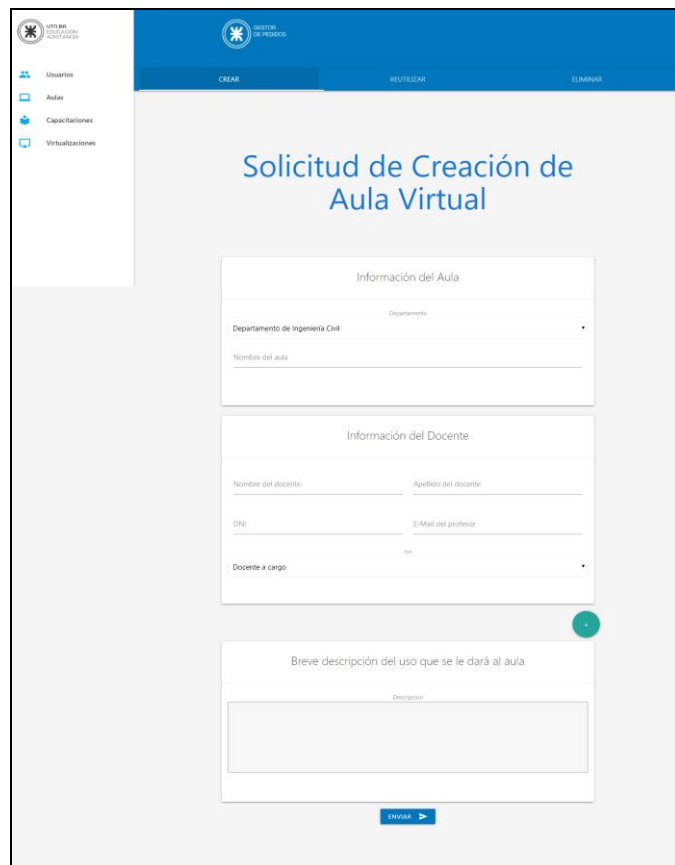 UTN.BA
EDUCACIÓN
A DISTANCIA
GESTOR
DE PEDIDOS
Usuarios
Aulas
Capacitaciones
Virtualizaciones
CREAR
REUTILIZAR
ELIMINAR
Solicitud de Creación de
Aula Virtual
Información del Aula
Departamento
Departamento de Ingeniería Civil
Nombre del aula
Información del Docente
Nombre del docente
Apellido del docente
DNI
E-Mail del profesor
rol
Docente a cargo
+
Breve descripción del uso que se le dará al aula
Descripcion
ENVIAR